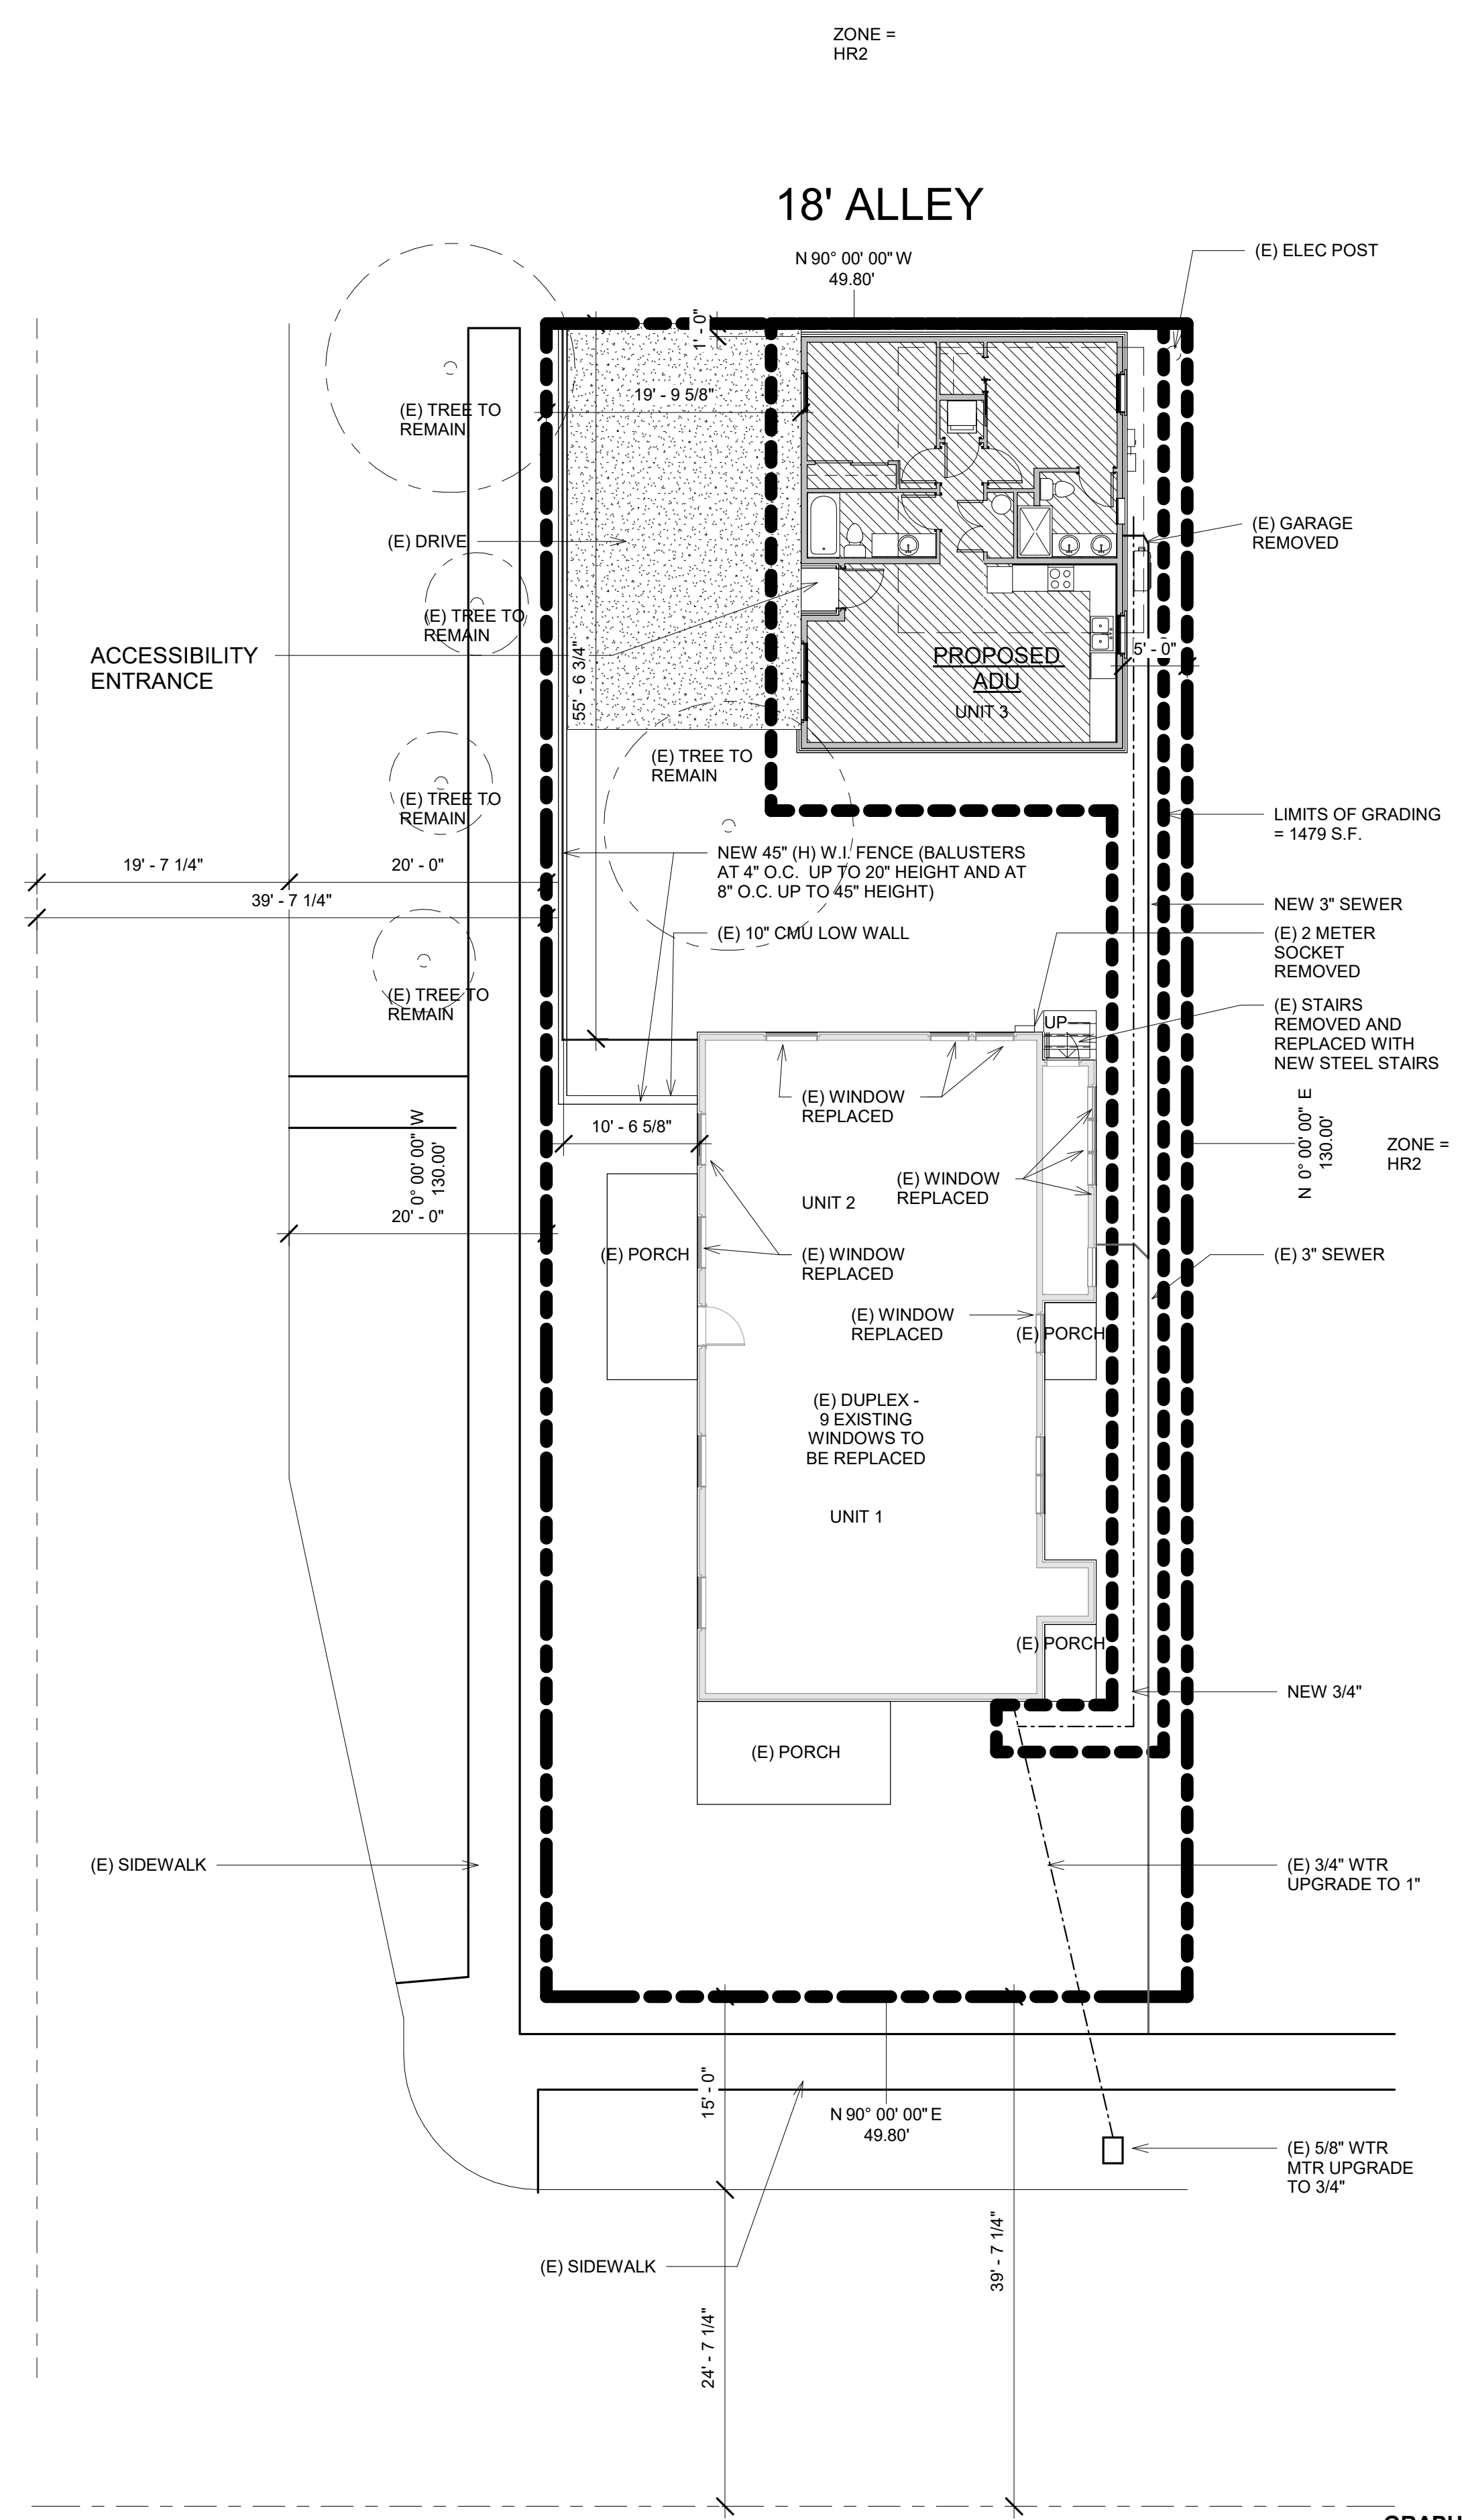 ZONE =
HR2
18' ALLEY
N 90° 00' 00" W
49.80'
(E) ELEC POST
1' - 0"
19' - 9 5/8"
(E) TREE TO
REMAIN
(E) DRIVE
(E) GARAGE
REMOVED
(E) TREE TO
REMAIN
ACCESSIBILITY
ENTRANCE
55' - 6 3/4"
5' - 0"
PROPOSED
ADU
UNIT 3
(E) TREE TO
REMAIN
(E) TREE TO
REMAIN
LIMITS OF GRADING
= 1479 S.F.
19' - 7 1/4"
20' - 0"
39' - 7 1/4"
NEW 45" (H) W.I. FENCE (BALUSTERS
AT 4" O.C. UP TO 20" HEIGHT AND AT
8" O.C. UP TO 45" HEIGHT)
NEW 3" SEWER
(E) 10" CMU LOW WALL
(E) 2 METER
SOCKET
REMOVED
(E) TREE TO
REMAIN
UP
(E) STAIRS
REMOVED AND
REPLACED WITH
NEW STEEL STAIRS
(E) WINDOW
REPLACED
10' - 6 5/8"
0° 00' 00" W
130.00'
N 0° 00' 00" E
130.00'
ZONE =
HR2
(E) WINDOW
REPLACED
UNIT 2
20' - 0"
(E) PORCH
(E) WINDOW
REPLACED
(E) 3" SEWER
(E) WINDOW
REPLACED
(E) PORCH
(E) DUPLEX -
9 EXISTING
WINDOWS TO
BE REPLACED
UNIT 1
(E) PORCH
NEW 3/4"
(E) PORCH
(E) SIDEWALK
(E) 3/4" WTR
UPGRADE TO 1"
15' - 0"
N 90° 00' 00" E
49.80'
(E) 5/8" WTR
MTR UPGRADE
TO 3/4"
39' - 7 1/4"
(E) SIDEWALK
24' - 7 1/4"